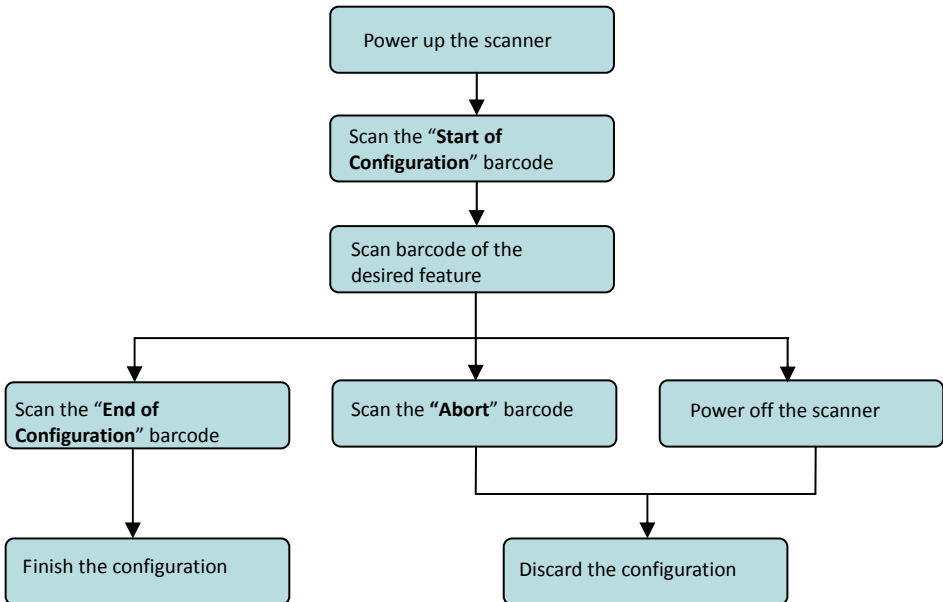 Power up the scanner
Scan the “Start of
Configuration” barcode
Scan barcode of the
desired feature
Scan the “End of
Configuration” barcode
Scan the “Abort” barcode
Power off the scanner
Finish the configuration
Discard the configuration